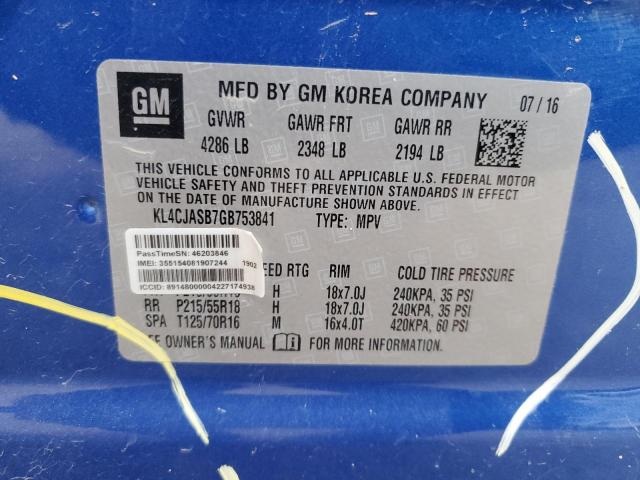 GM
MFD BY GM KOREA COMPANY 07/16
GVWR GAWR FRT GAWR RR
4286 LB 2348 LB 2194 LB
THIS VEHICLE CONFORMS TO ALL APPLICABLE U.S. FEDERAL MOTOR
VEHICLE SAFETY AND THEFT PREVENTION STANDARDS IN EFFECT ON
THE DATE OF MANUFACTURE SHOWN ABOVE.
KL4CJASB7GB753841 TYPE: MPV
PassTimeSN: 46203846
IMEI: 355154081907244 1902
ICCID: 89148000004227174938
EED RTG RIM COLD TIRE PRESSURE
H 18x7.0J 240KPA, 35 PSI
RR P215/55R18 H 18x7.0J 240KPA, 35 PSI
SPA T125/70R16 M 16x4.0T 420KPA, 60 PSI
EE OWNER'S MANUAL FOR MORE INFORMATION.